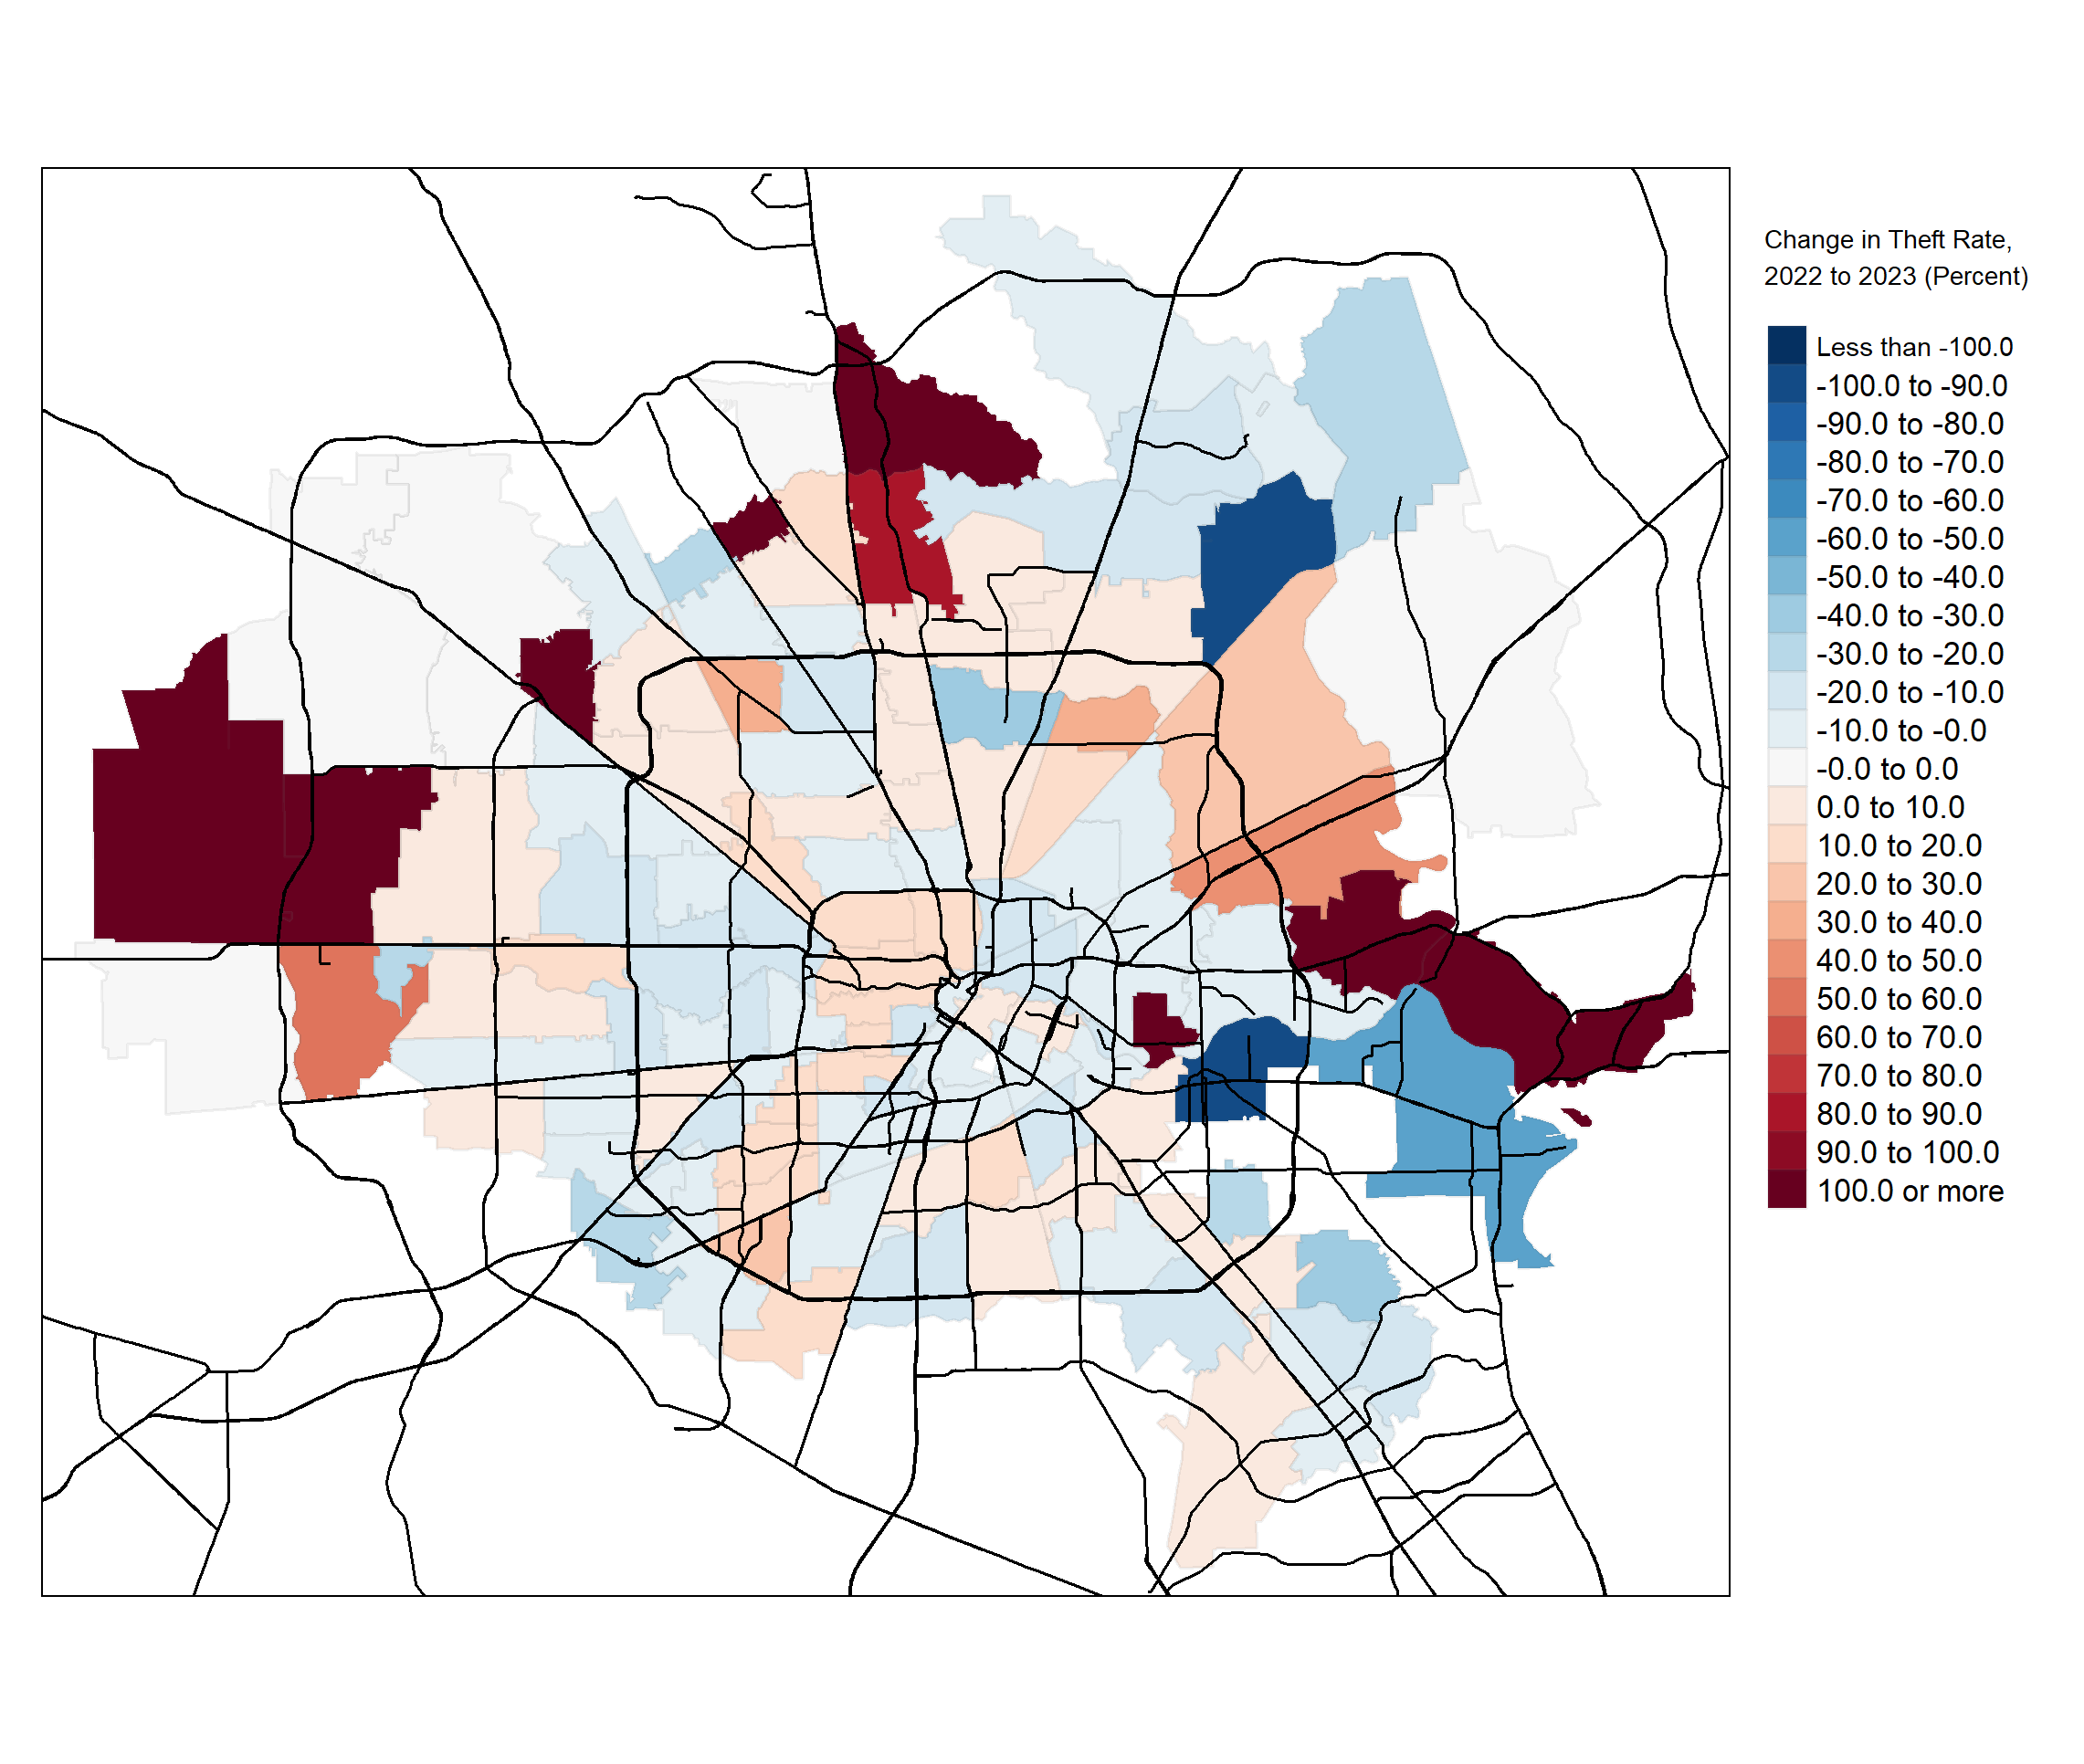 Change in Theft Rate,
2022 to 2023 (Percent)
Less than -100.0
-100.0 to -90.0
-90.0 to -80.0
-80.0 to -70.0
-70.0 to -60.0
-60.0 to -50.0
-50.0 to -40.0
-40.0 to -30.0
-30.0 to -20.0
-20.0 to -10.0
-10.0 to -0.0
-0.0 to 0.0
0.0 to 10.0
10.0 to 20.0
20.0 to 30.0
30.0 to 40.0
40.0 to 50.0
50.0 to 60.0
60.0 to 70.0
70.0 to 80.0
80.0 to 90.0
90.0 to 100.0
100.0 or more